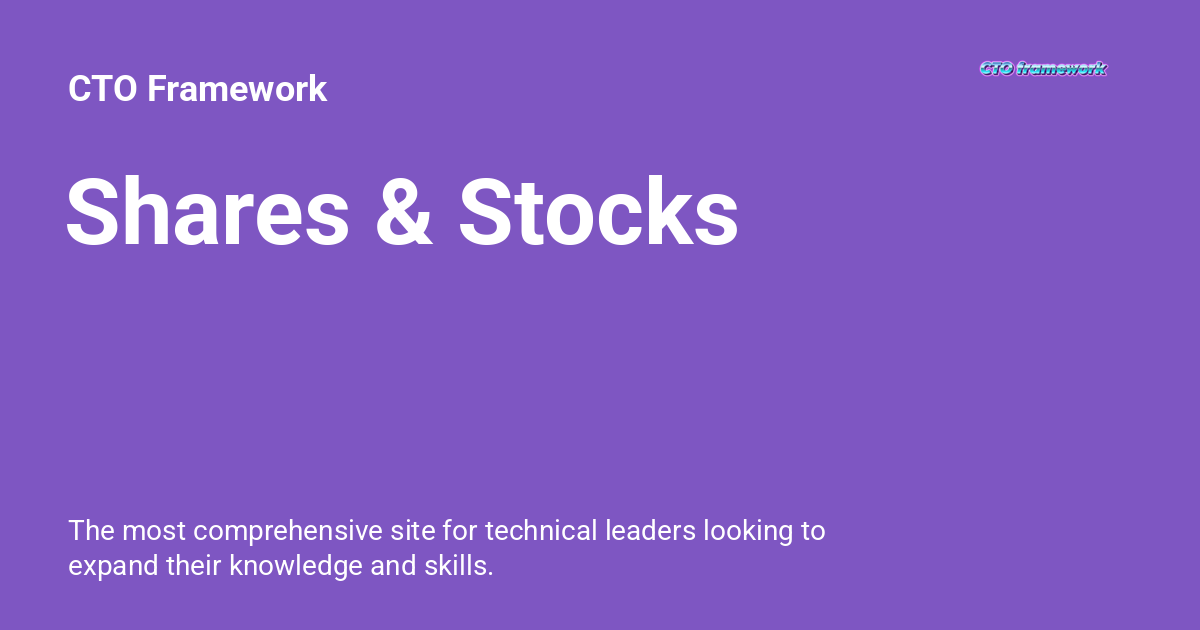 CTO Framework
CTO framework
Shares & Stocks
The most comprehensive site for technical leaders looking to
expand their knowledge and skills.